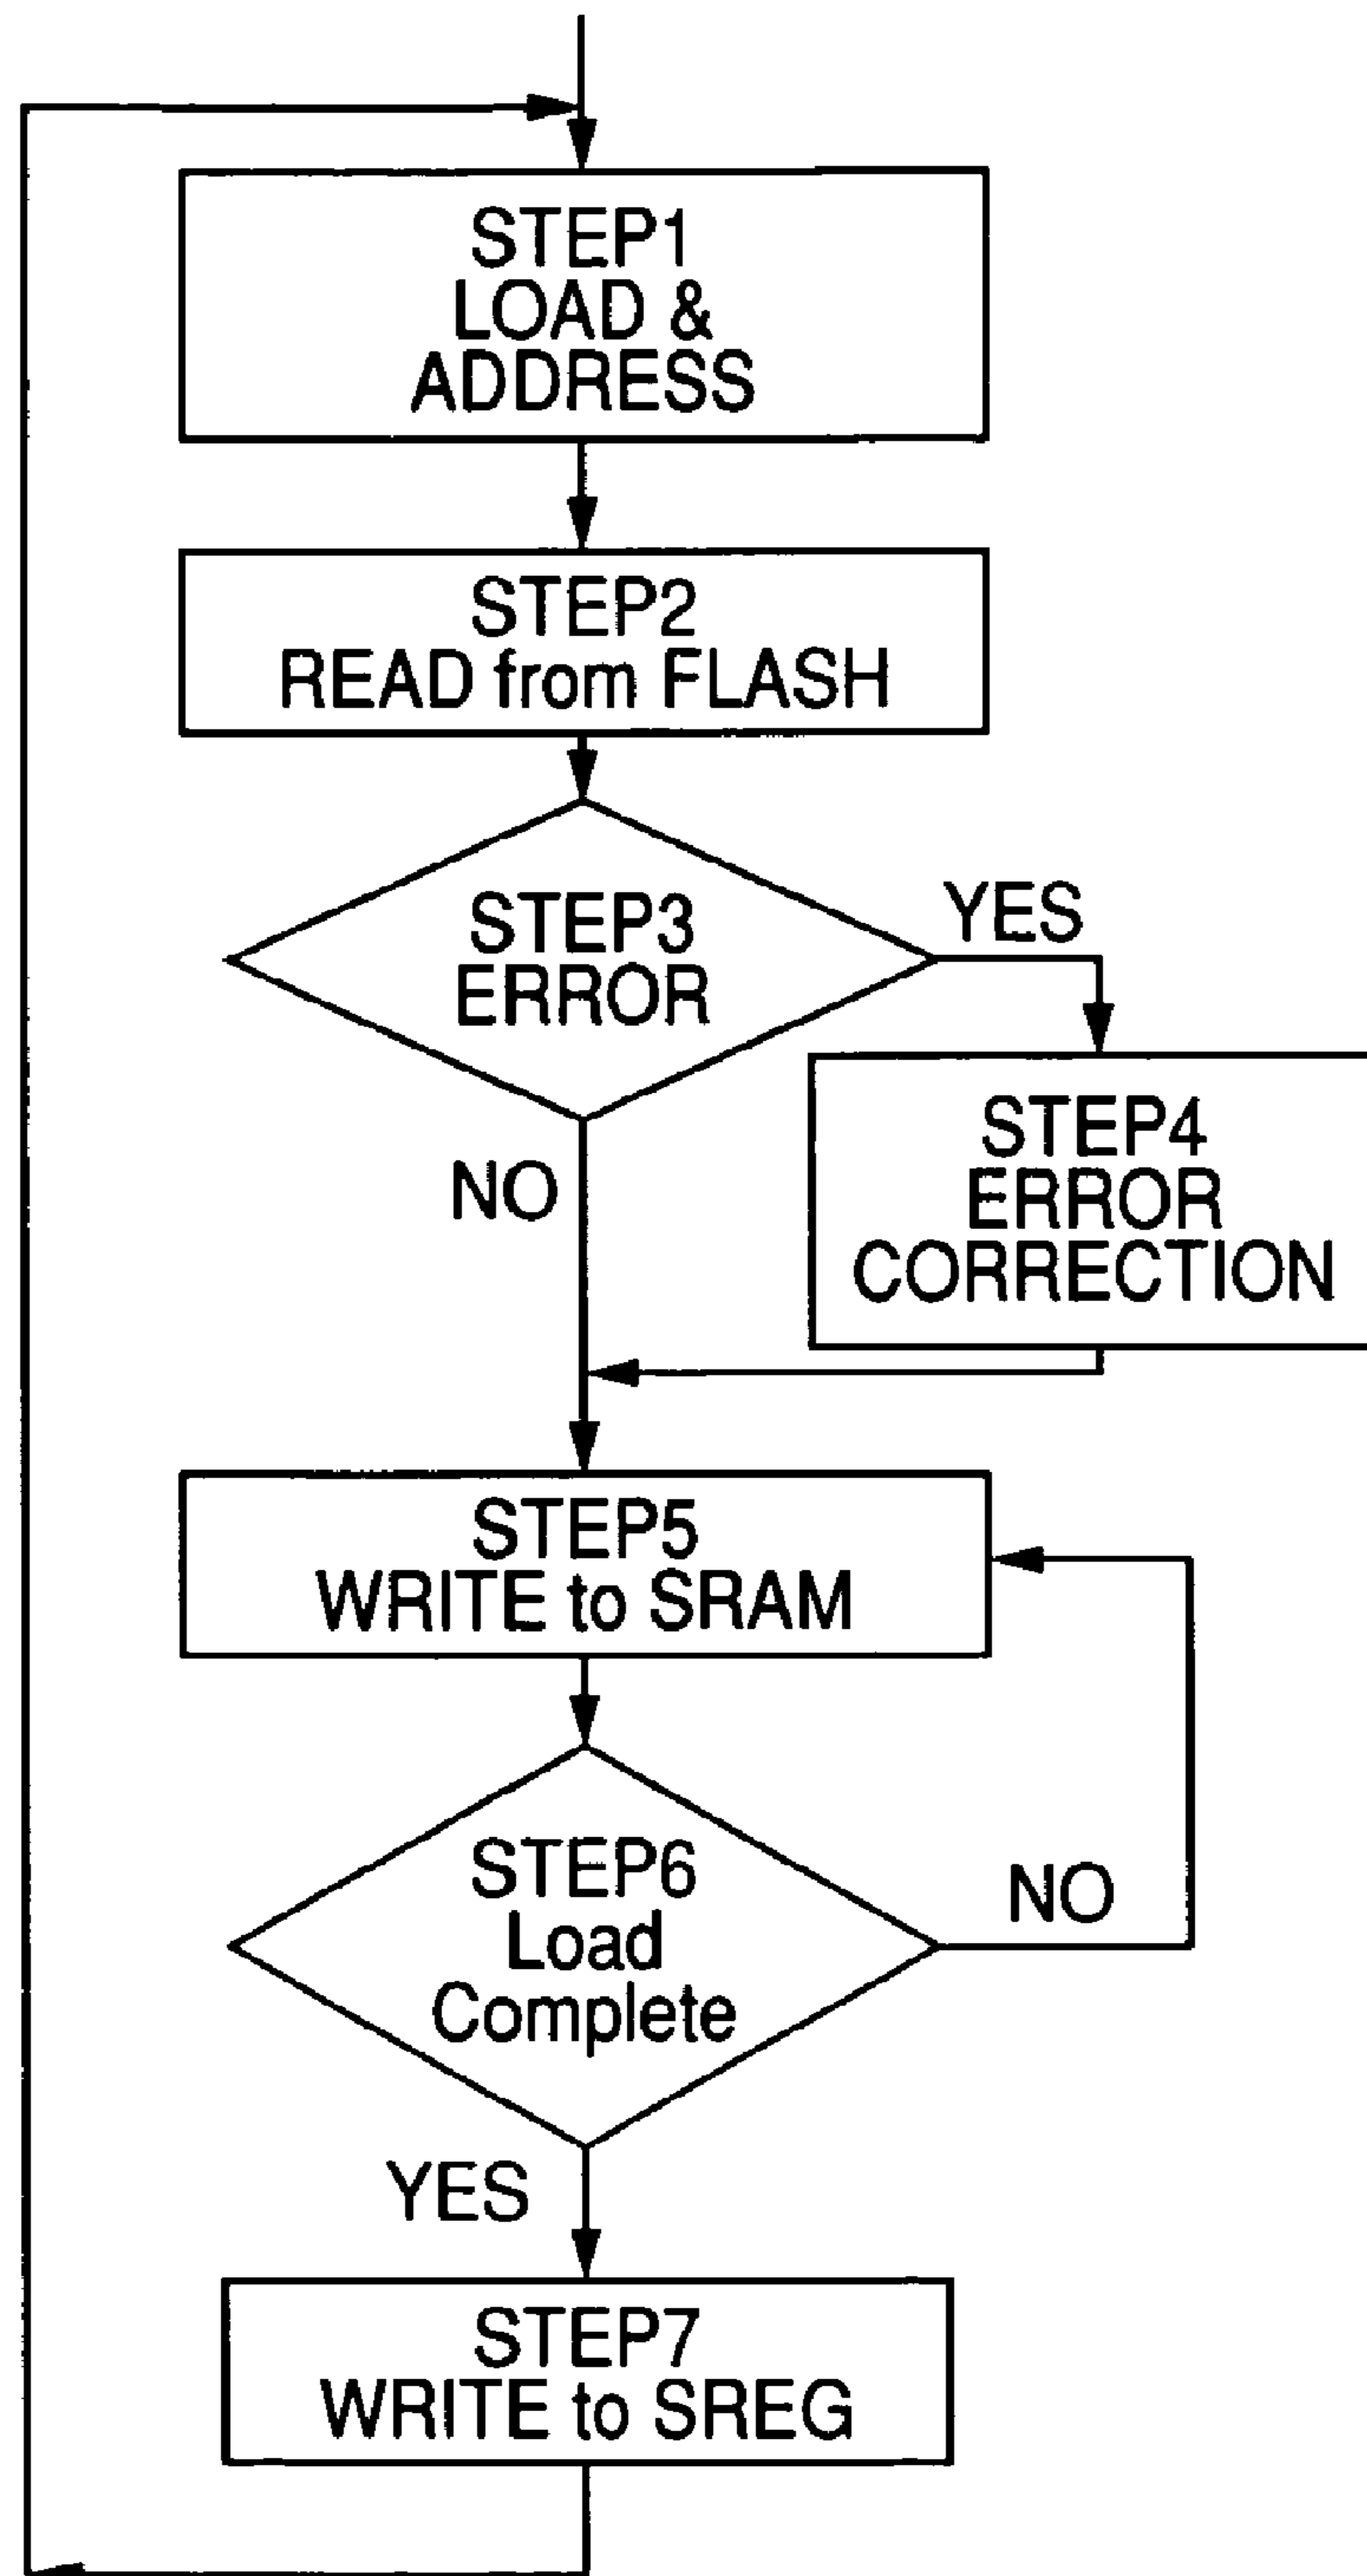 STEP1
LOAD &
ADDRESS
STEP2
READ from FLASH
STEP3
ERROR
YES
NO
STEP4
ERROR
CORRECTION
STEP5
WRITE to SRAM
STEP6
Load
Complete
NO
YES
STEP7
WRITE to SREG